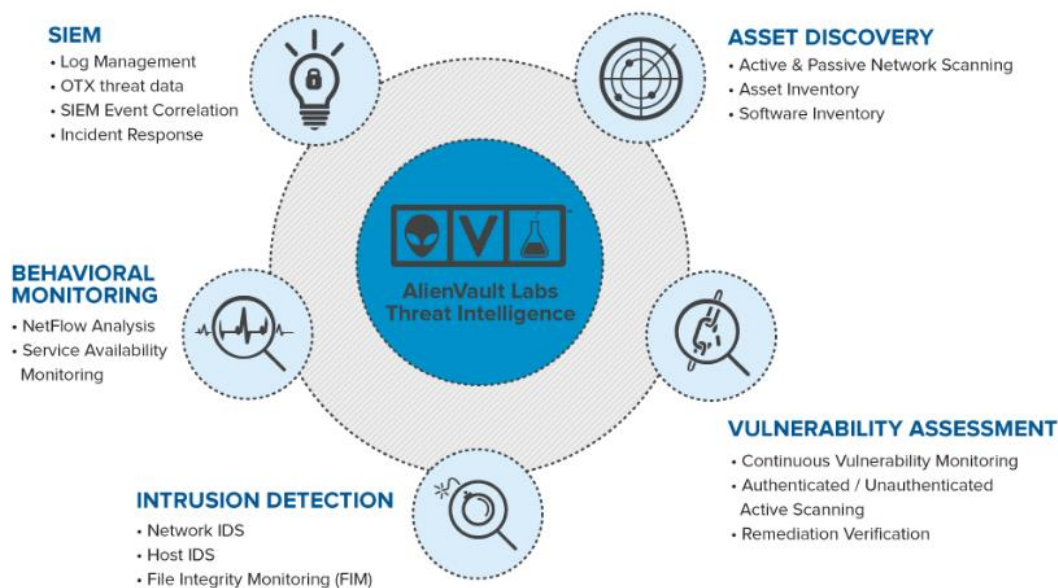 SIEM
• Log Management
• OTX threat data
• SIEM Event Correlation
• Incident Response
ASSET DISCOVERY
• Active & Passive Network Scanning
• Asset Inventory
• Software Inventory
V
™
AlienVault Labs
Threat Intelligence
BEHAVIORAL
MONITORING
• NetFlow Analysis
• Service Availability
Monitoring
VULNERABILITY ASSESSMENT
• Continuous Vulnerability Monitoring
• Authenticated / Unauthenticated
Active Scanning
• Remediation Verification
INTRUSION DETECTION
• Network IDS
• Host IDS
• File Integrity Monitoring (FIM)